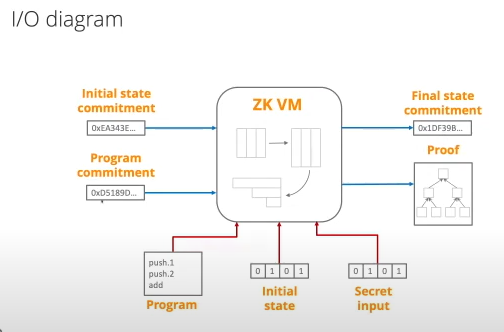 I/O diagram
Initial state
commitment
0xEA343E...
Program
commitment
0xD5189D...
ZK VM
Final state
commitment
0x1DF39B...
Proof
push.1
push.2
add
Program
0 1 0 1
Initial
state
0 1 0 1
Secret
input